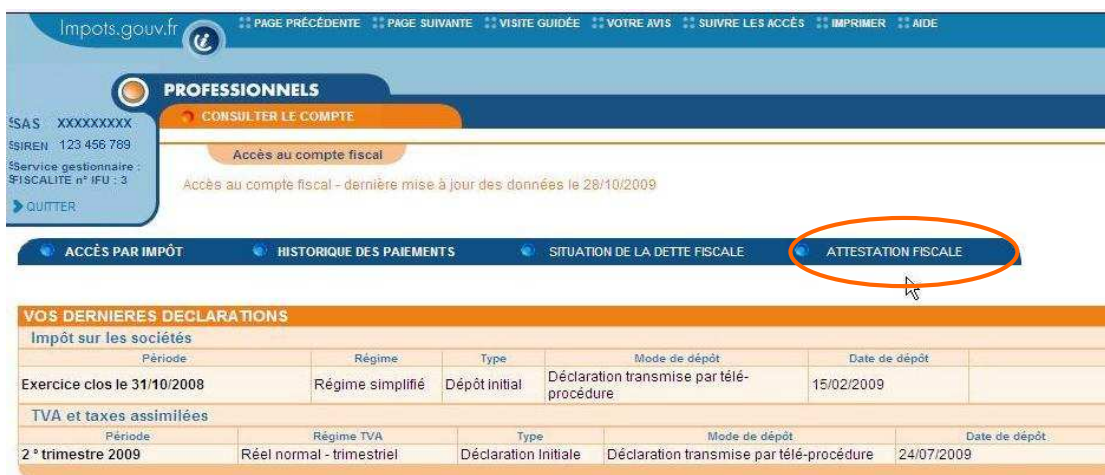 Impots.gouv.fr
PAGE PRÉCÉDENTE PAGE SUIVANTE VISITE GUIDÉE VOTRE AVIS SUIVRE LES ACCÈS IMPRIMER AIDE
PROFESSIONNELS
CONSULTER LE COMPTE
SAS XXXXXXXXX
SIREN 123 456 789
Service gestionnaire :
FISCALITE n° IFU : 3
QUITTER
Accès au compte fiscal
Accès au compte fiscal - dernière mise à jour des données le 28/10/2009
ACCÈS PAR IMPÔT HISTORIQUE DES PAIEMENTS SITUATION DE LA DETTE FISCALE ATTESTATION FISCALE
VOS DERNIERES DECLARATIONS
Impôt sur les sociétés
Période Régime Type Mode de dépôt Date de dépôt
Exercice clos le 31/10/2008 Régime simplifié Dépôt initial Déclaration transmise par télé-procédure 15/02/2009
TVA et taxes assimilées
Période Régime TVA Type Mode de dépôt Date de dépôt
2 ° trimestre 2009 Réel normal - trimestriel Déclaration Initiale Déclaration transmise par télé-procédure 24/07/2009